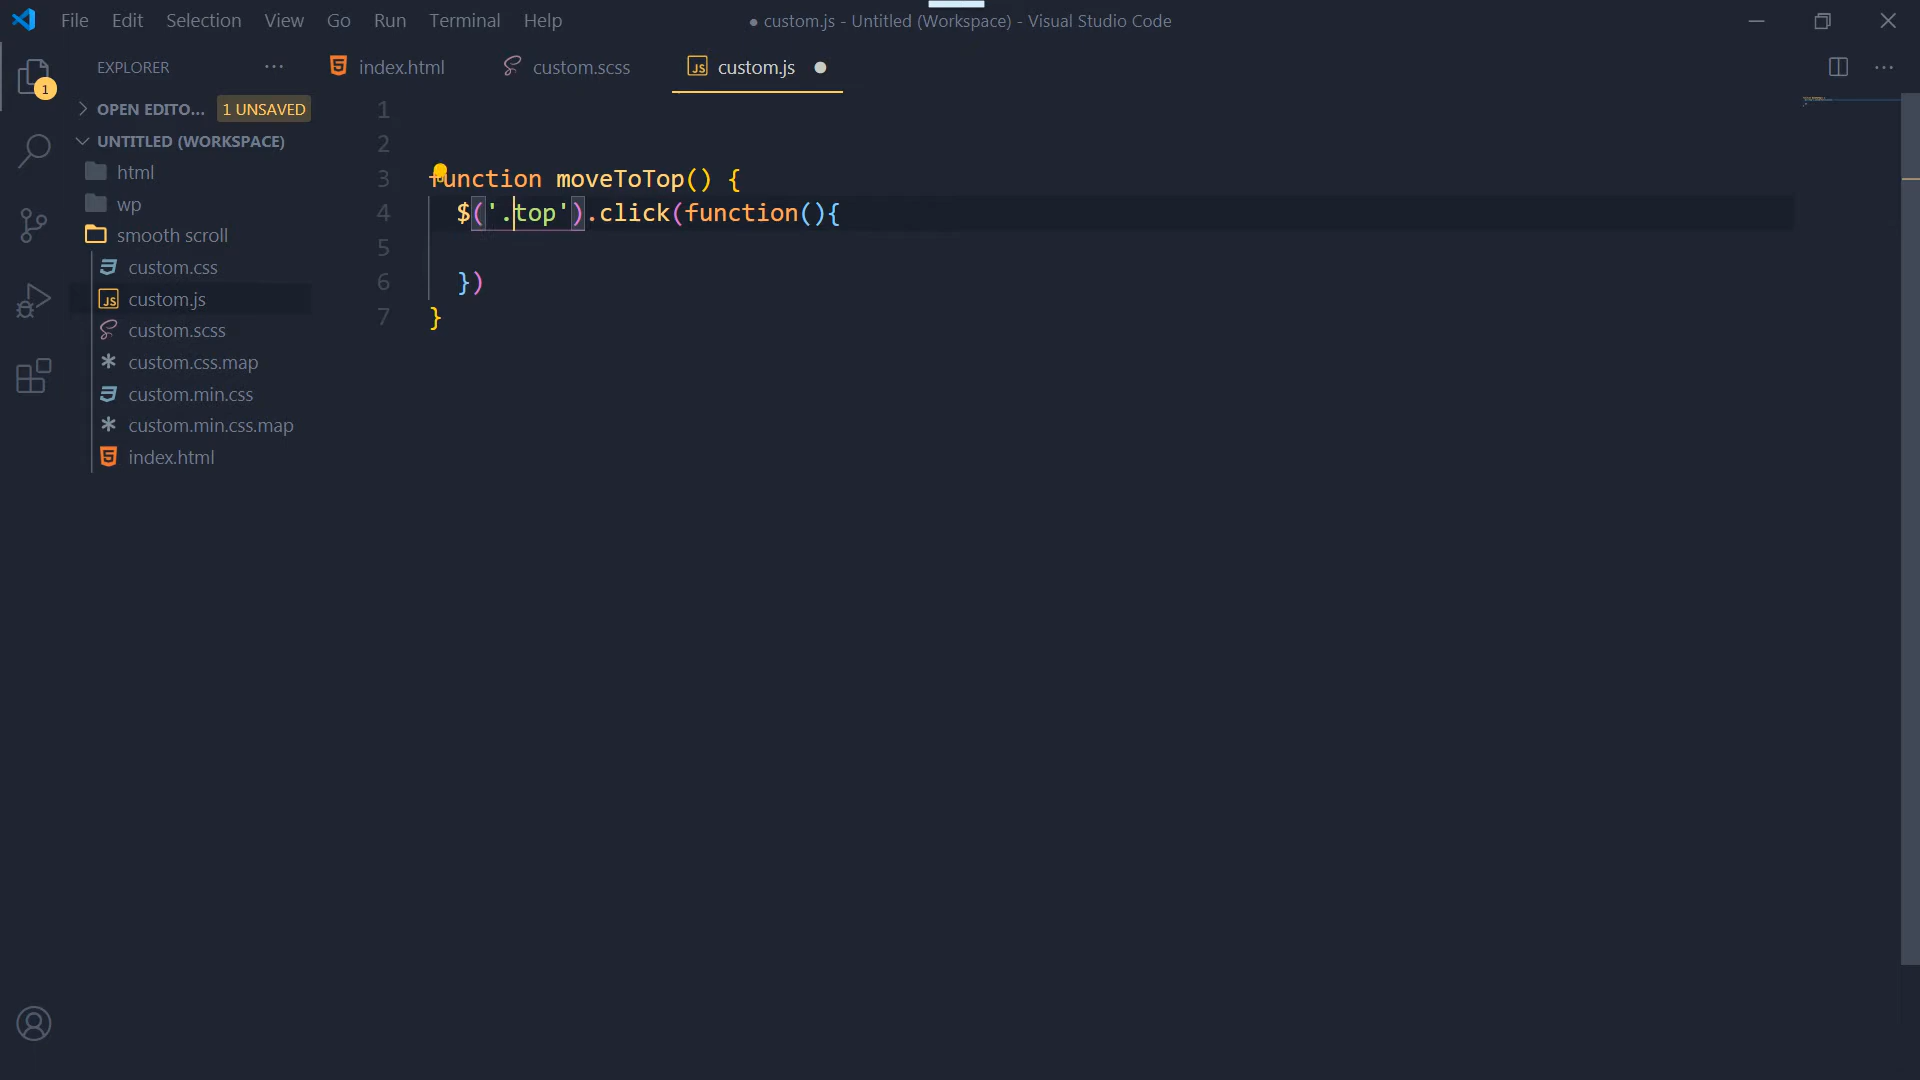 File Edit Selection View Go Run Terminal Help
● custom.js - Untitled (Workspace) - Visual Studio Code
1
EXPLORER
index.html
custom.scss
JS custom.js
OPEN EDITO...
1 UNSAVED
UNTITLED (WORKSPACE)
html
wp
smooth scroll
custom.css
JS custom.js
custom.scss
custom.css.map
custom.min.css
custom.min.css.map
index.html
1
2
3 function moveToTop() {
4 $('.top').click(function(){
5
6 })
7 }